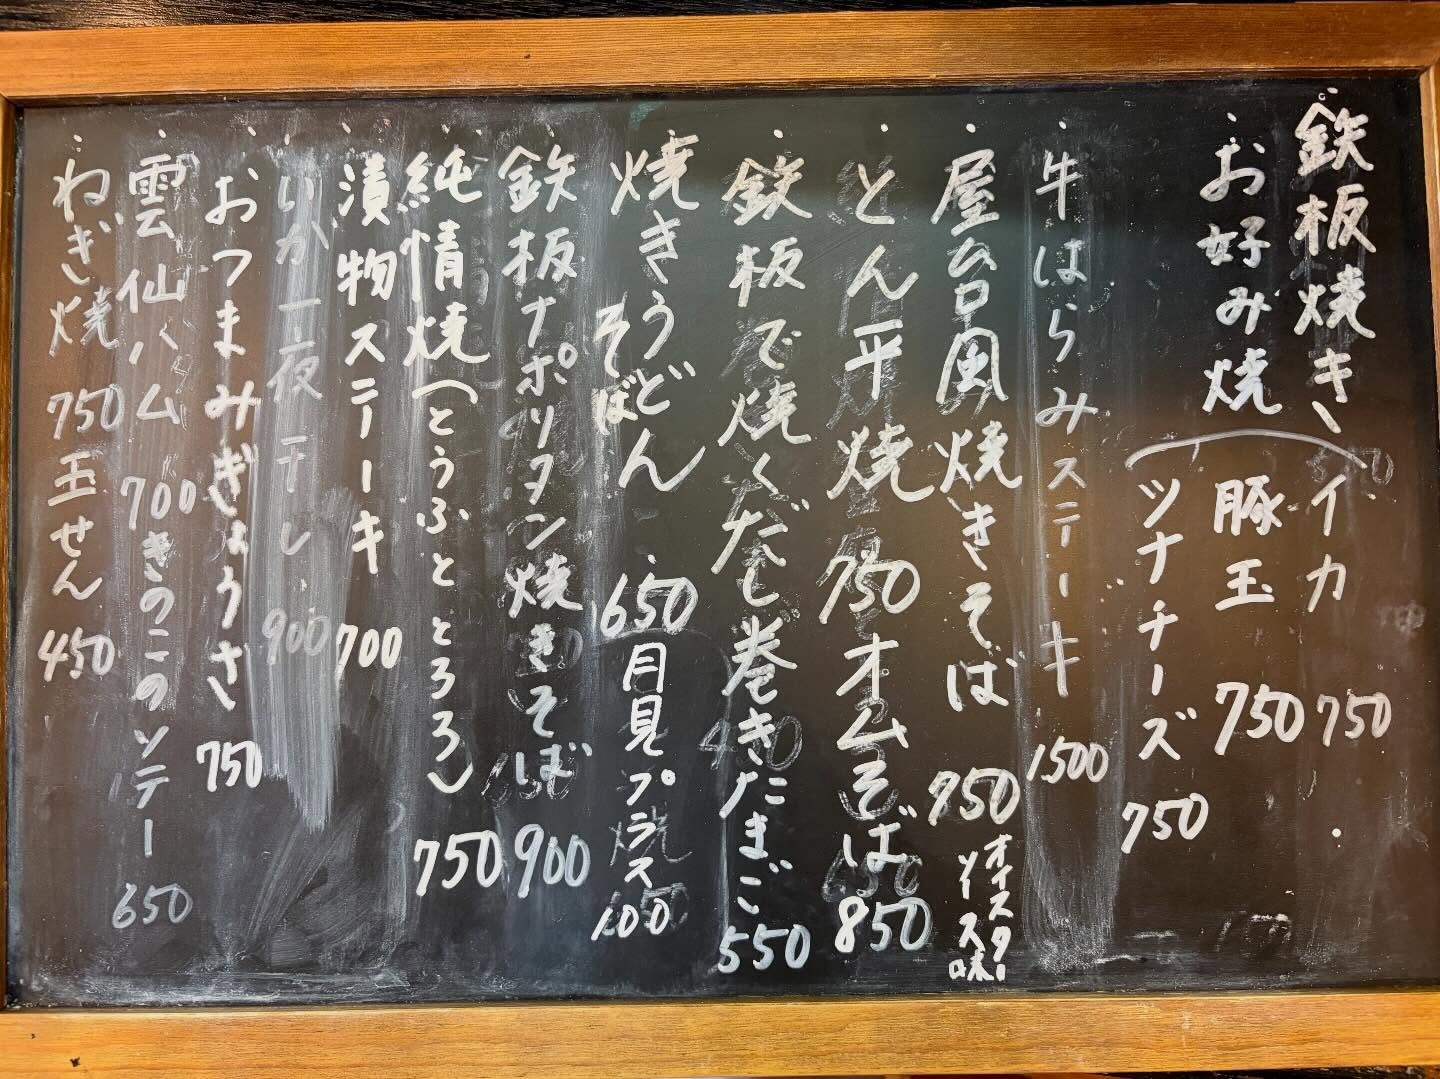 鉄板焼き
お好み焼
イカ 750
豚玉 750
ツナチーズ 750
牛はらみステーキ 1500
屋台風焼きそば 950 オイスターソース味
とん平焼 750 オムそば 850
鉄板で焼くだし巻きたまご 550
焼きうどん そば 650 月見プラス 100
鉄板ナポリタン焼きそば 900
純情焼(とうふととろろ) 750
漬物ステーキ 700
いか一夜干し 900
おつまみぎょうざ 750
雲仙ハム 700 きのこのソテー 650
ねぎ焼 750 玉せん 450